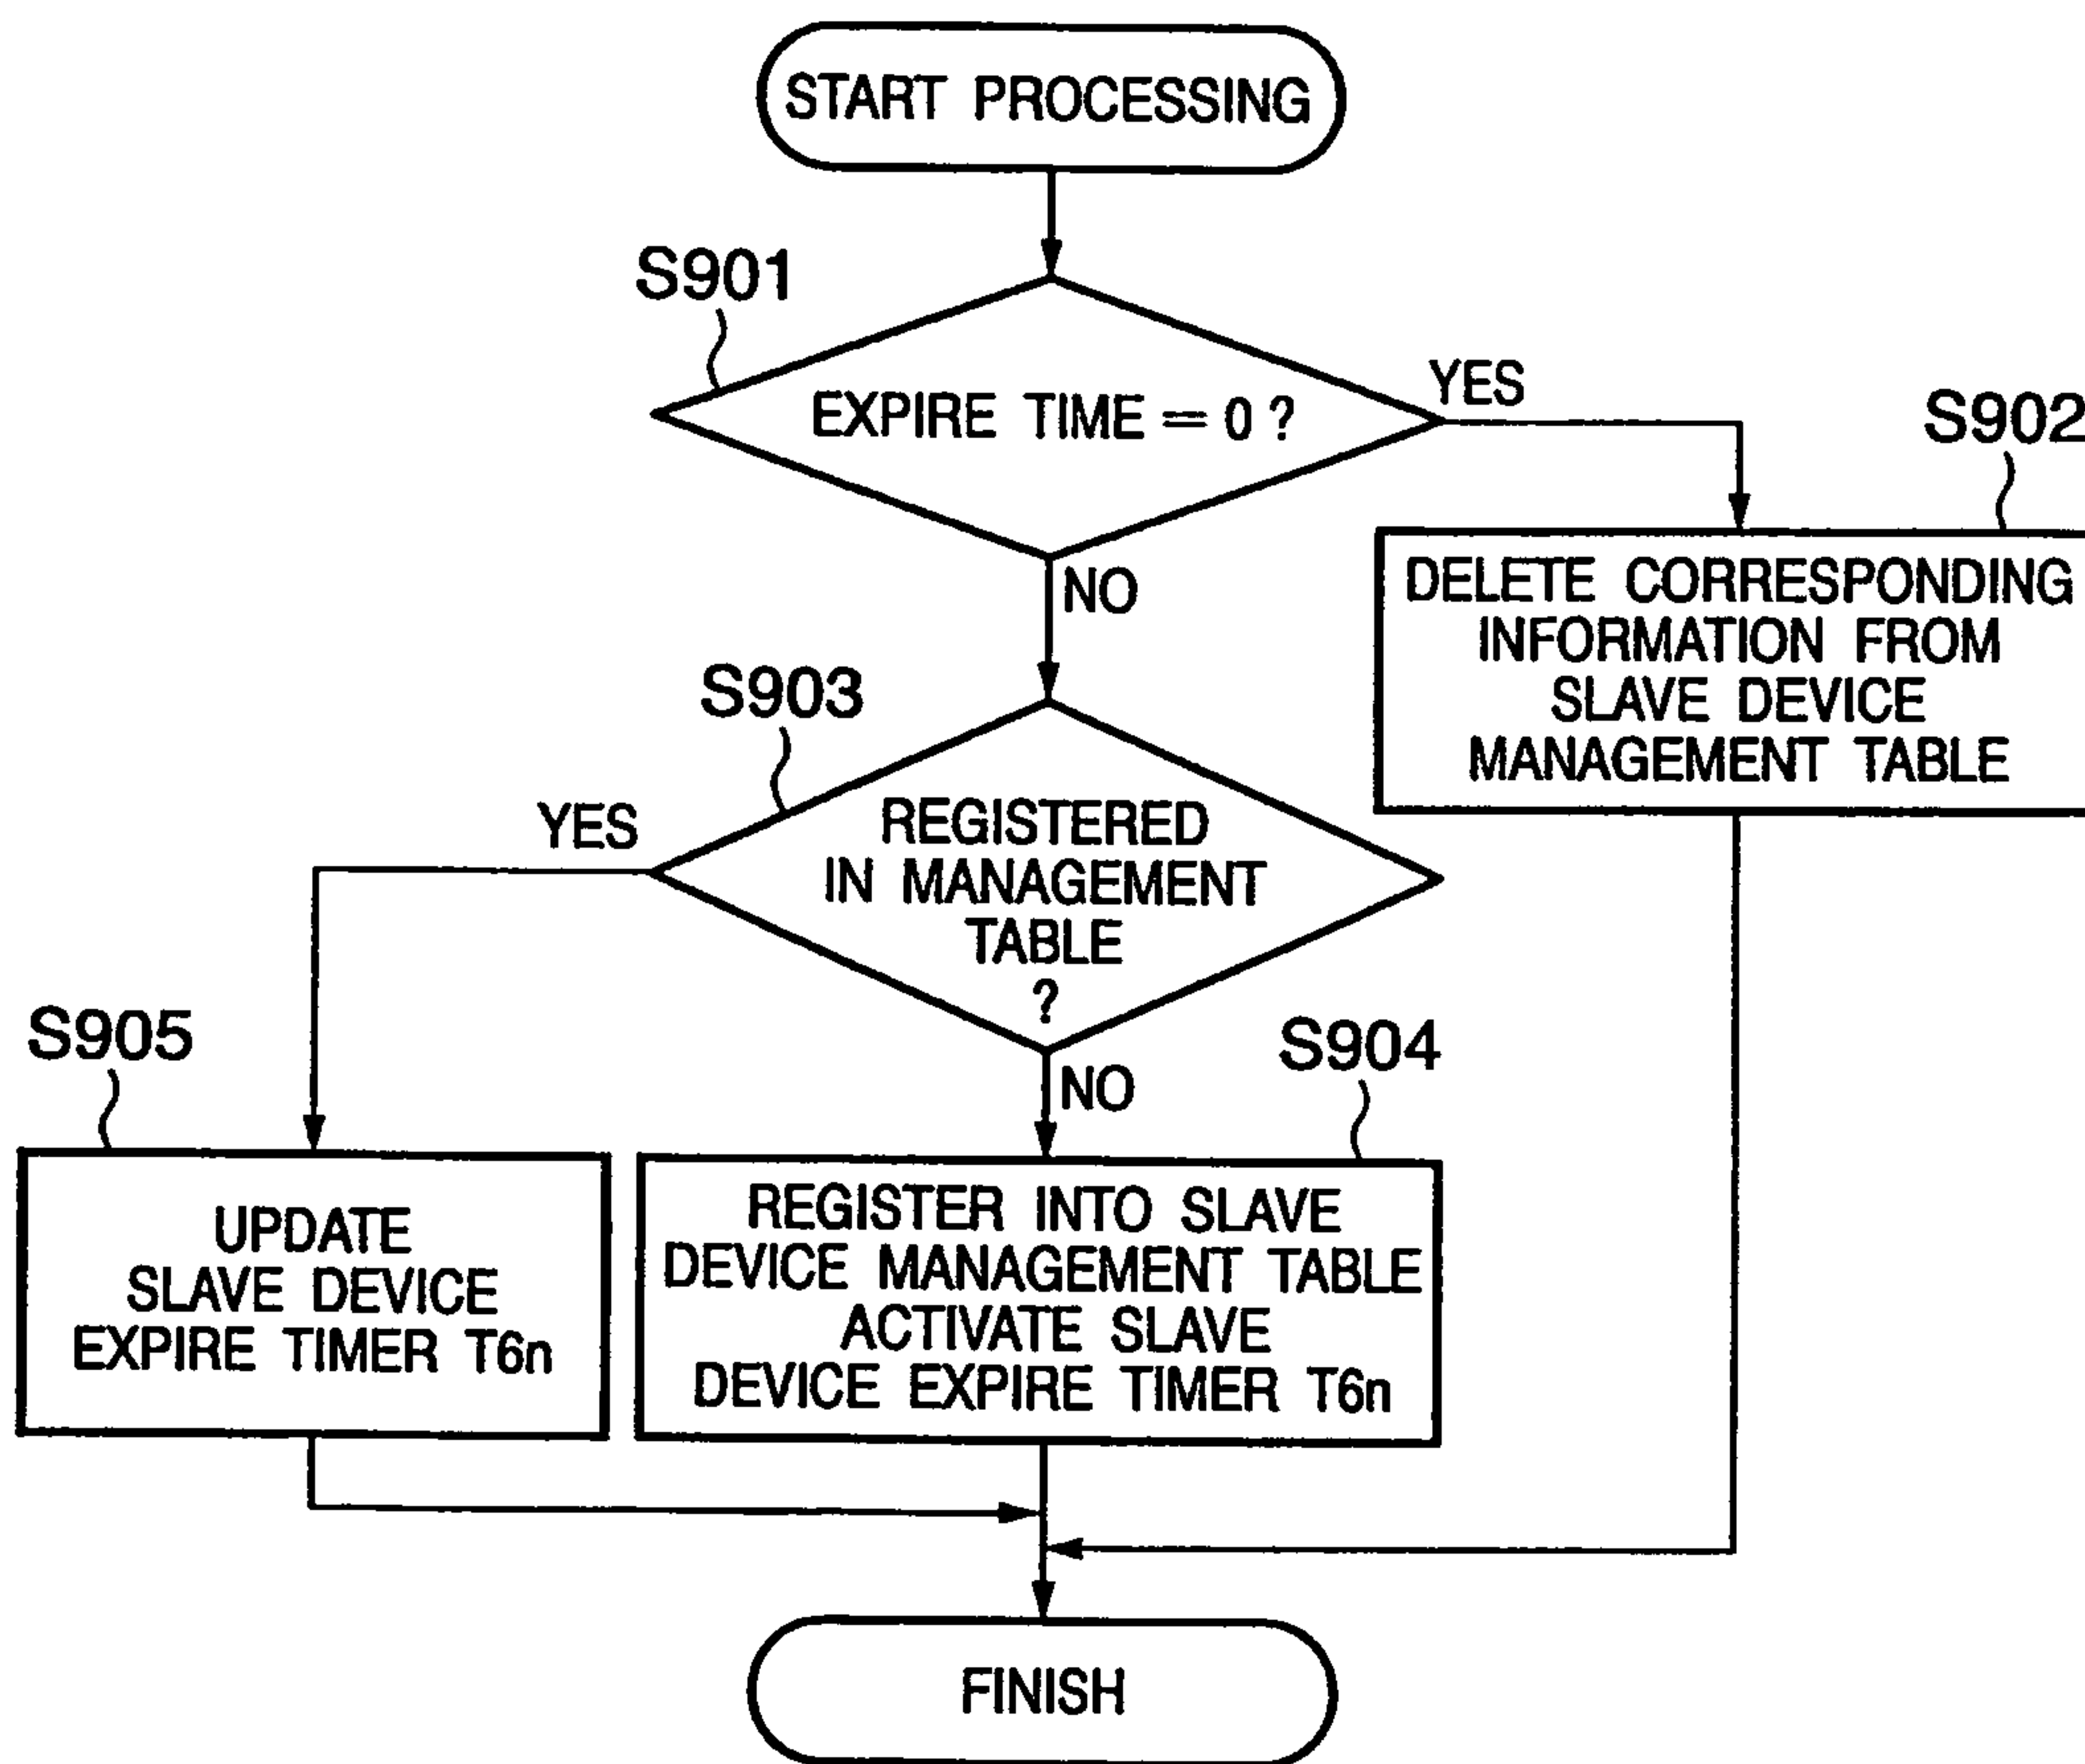 START PROCESSING
S901
EXPIRE TIME = 0 ?
YES
S902
DELETE CORRESPONDING
INFORMATION FROM
SLAVE DEVICE
MANAGEMENT TABLE
NO
S903
REGISTERED
IN MANAGEMENT
TABLE
?
YES
S905
UPDATE
SLAVE DEVICE
EXPIRE TIMER T6n
NO
S904
REGISTER INTO SLAVE
DEVICE MANAGEMENT TABLE
ACTIVATE SLAVE
DEVICE EXPIRE TIMER T6n
FINISH